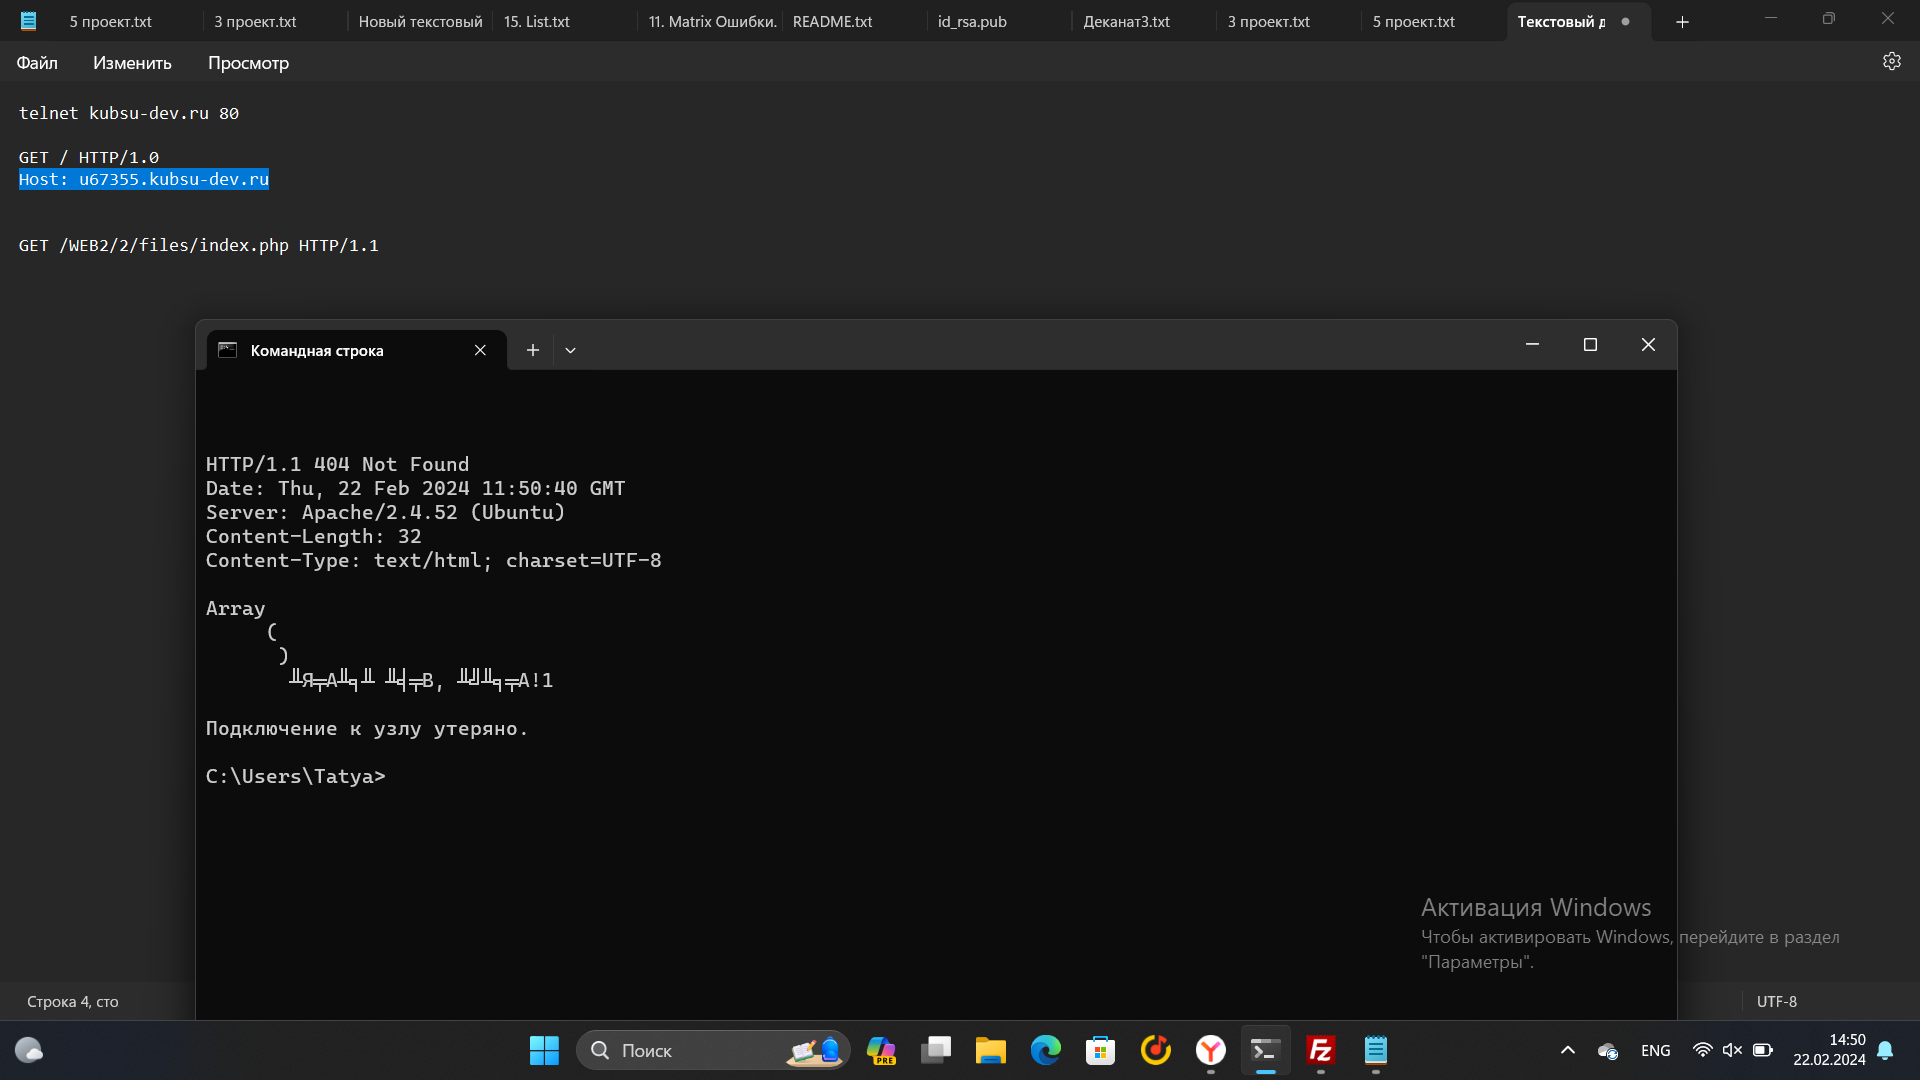 5 проект.txt
3 проект.txt
Новый текстовый
15. List.txt
11. Matrix Ошибки.
README.txt
id_rsa.pub
Деканат3.txt
3 проект.txt
5 проект.txt
Текстовый д
Файл
Изменить
Просмотр
telnet kubsu-dev.ru 80
GET / HTTP/1.0
Host: u67355.kubsu-dev.ru
GET /WEB2/2/files/index.php HTTP/1.1
Командная строка
HTTP/1.1 404 Not Found
Date: Thu, 22 Feb 2024 11:50:40 GMT
Server: Apache/2.4.52 (Ubuntu)
Content-Length: 32
Content-Type: text/html; charset=UTF-8
Array
(
)
╨Я╤А╨╕╨ ╨╡╤В, ╨╝╨╕╤А!1
Подключение к узлу утеряно.
C:\Users\Tatya>
Активация Windows
Чтобы активировать Windows, перейдите в раздел
"Параметры".
Строка 4, сто
UTF-8
Поиск
PRE
ENG
14:50
22.02.2024